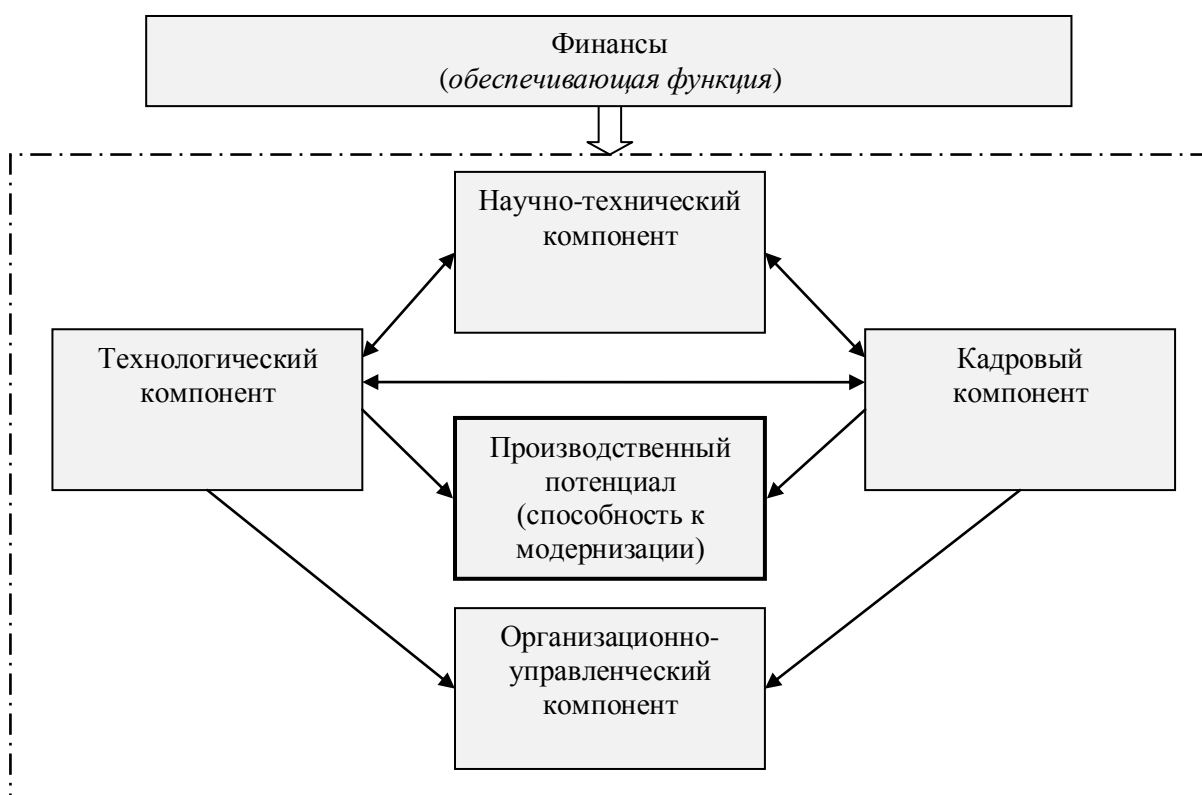 Финансы
(обеспечивающая функция)
Научно-технический
компонент
Технологический
компонент
Кадровый
компонент
Производственный
потенциал
(способность к
модернизации)
Организационно-
управленческий
компонент